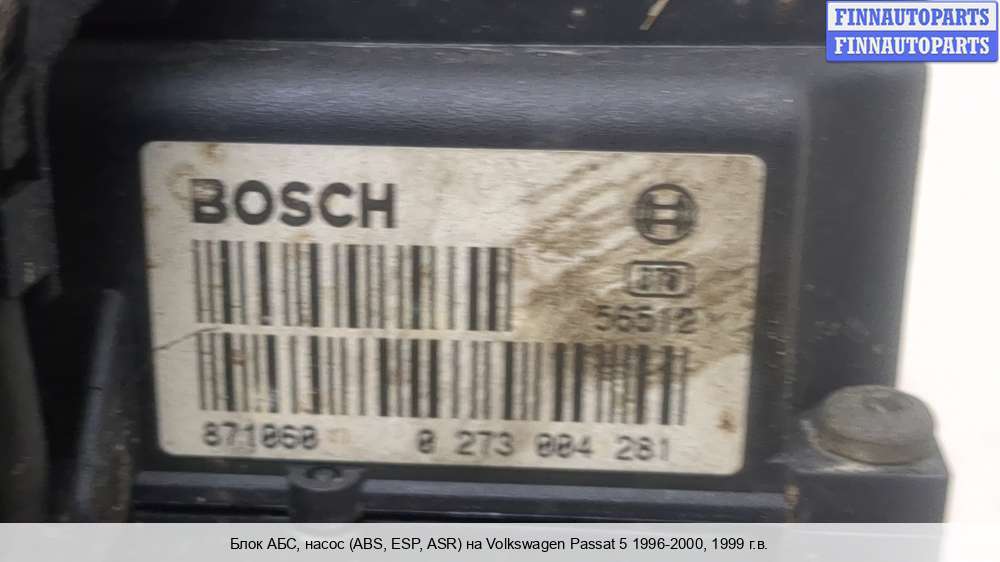 FINNAUTOPARTS
FINNAUTOPARTS
BOSCH
56512
871060
0 273 004 281
Блок АБС, насос (ABS, ESP, ASR) на Volkswagen Passat 5 1996-2000, 1999 г.в.